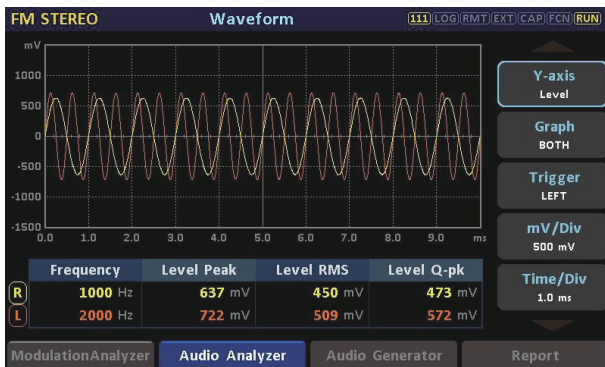 FM STEREO Waveform 111 LOG RMT EXT CAP FCN RUN
mV
1000
500
0
-500
-1000
-1500
0.0 1.0 2.0 3.0 4.0 5.0 6.0 7.0 8.0 9.0 ms
Y-axis
Level
Graph
BOTH
Trigger
LEFT
mV/Div
500 mV
Time/Div
1.0 ms
Frequency Level Peak Level RMS Level Q-pk
R 1000 Hz 637 mV 450 mV 473 mV
L 2000 Hz 722 mV 509 mV 572 mV
ModulationAnalyzer Audio Analyzer Audio Generator Report